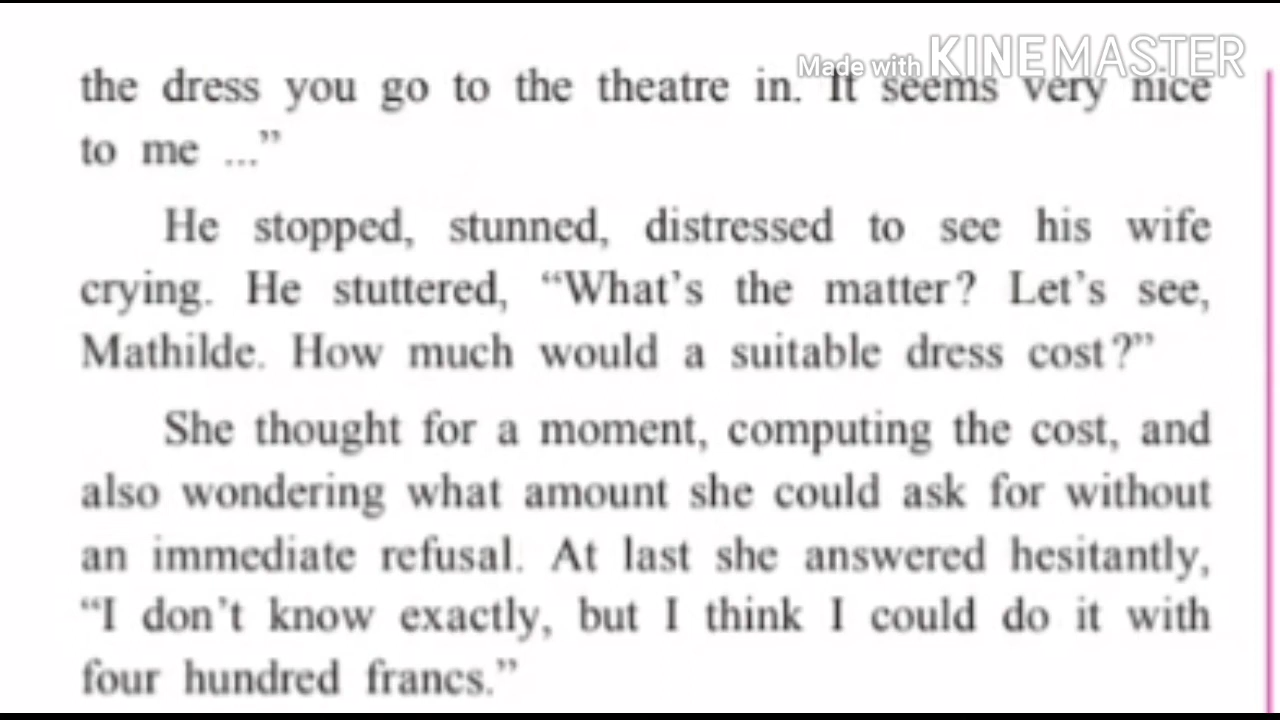 Made with KINEMASTER
the dress you go to the theatre in. It seems very nice
to me ...”
He stopped, stunned, distressed to see his wife
crying. He stuttered, “What’s the matter? Let’s see,
Mathilde. How much would a suitable dress cost?”
She thought for a moment, computing the cost, and
also wondering what amount she could ask for without
an immediate refusal. At last she answered hesitantly,
“I don’t know exactly, but I think I could do it with
four hundred francs.”